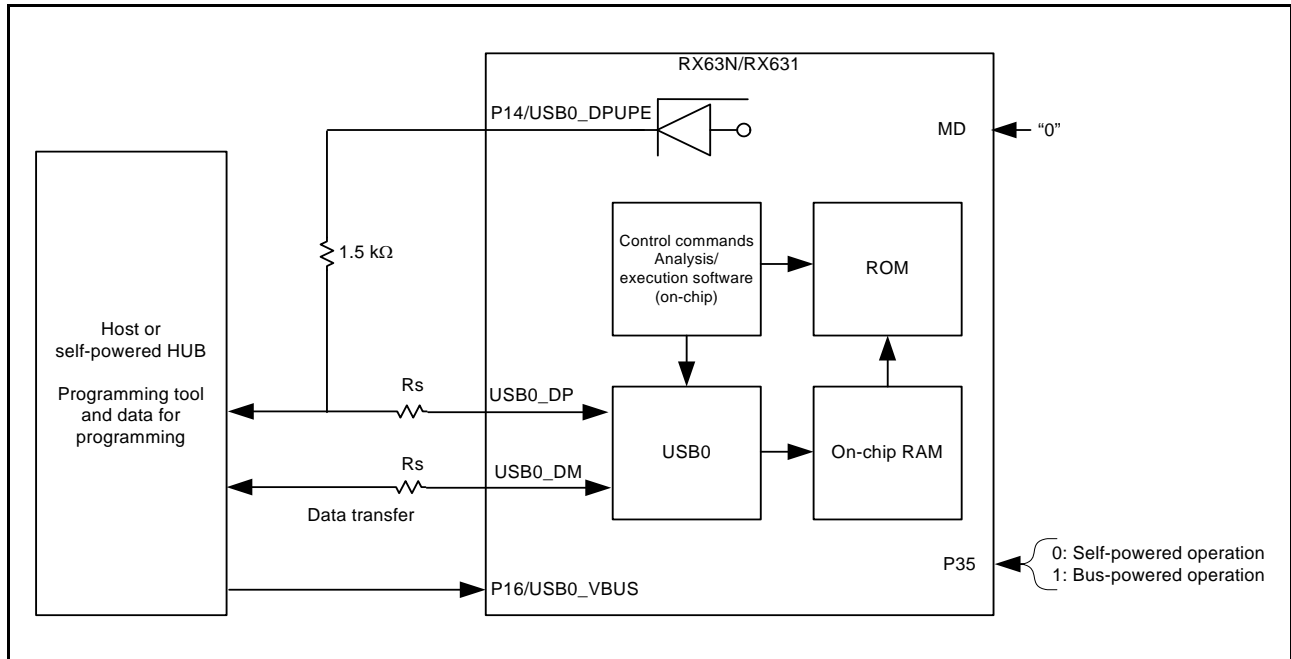 RX63N/RX631
P14/USB0_DPUPE
MD
“0”
1.5 kΩ
Control commands
Analysis/
execution software
(on-chip)
ROM
Host or
self-powered HUB
Programming tool
and data for
programming
Rs
USB0_DP
USB0
On-chip RAM
Rs
USB0_DM
Data transfer
P16/USB0_VBUS
P35
0: Self-powered operation
1: Bus-powered operation